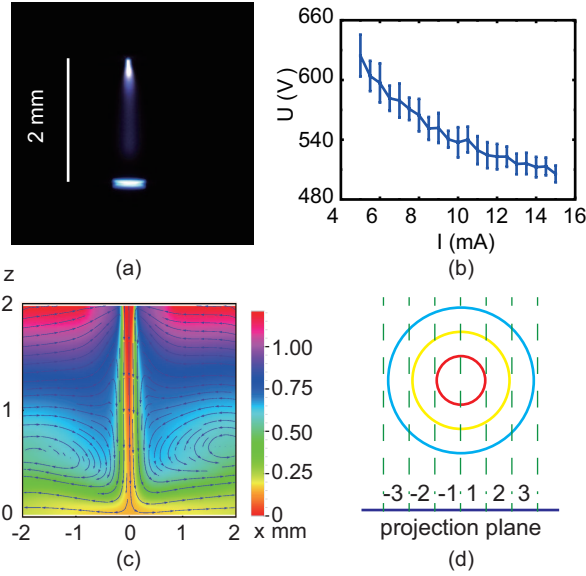 2 mm
(a)
660
600
540
480
U (V)
4 6 8 10 12 14 16
I (mA)
(b)
z
2
1
0
-2 -1 0 1 2
x mm
1.00
0.75
0.50
0.25
0
(c)
-3 -2 -1 1 2 3
projection plane
(d)